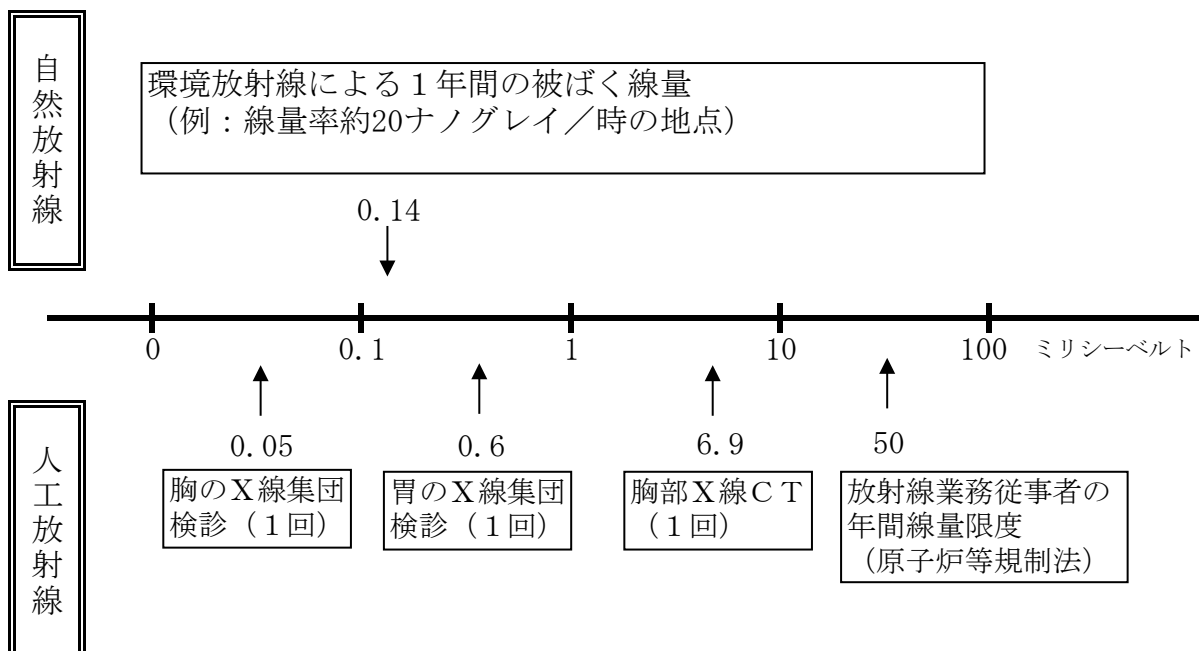 自然放射線
環境放射線による１年間の被ばく線量
（例：線量率約20ナノグレイ／時の地点）
0.14
0 0.1 1 10 100 ミリシーベルト
人工放射線
0.05 0.6 6.9 50
胸のＸ線集団
検診（１回）
胃のＸ線集団
検診（１回）
胸部Ｘ線ＣＴ
（１回）
放射線業務従事者の
年間線量限度
（原子炉等規制法）